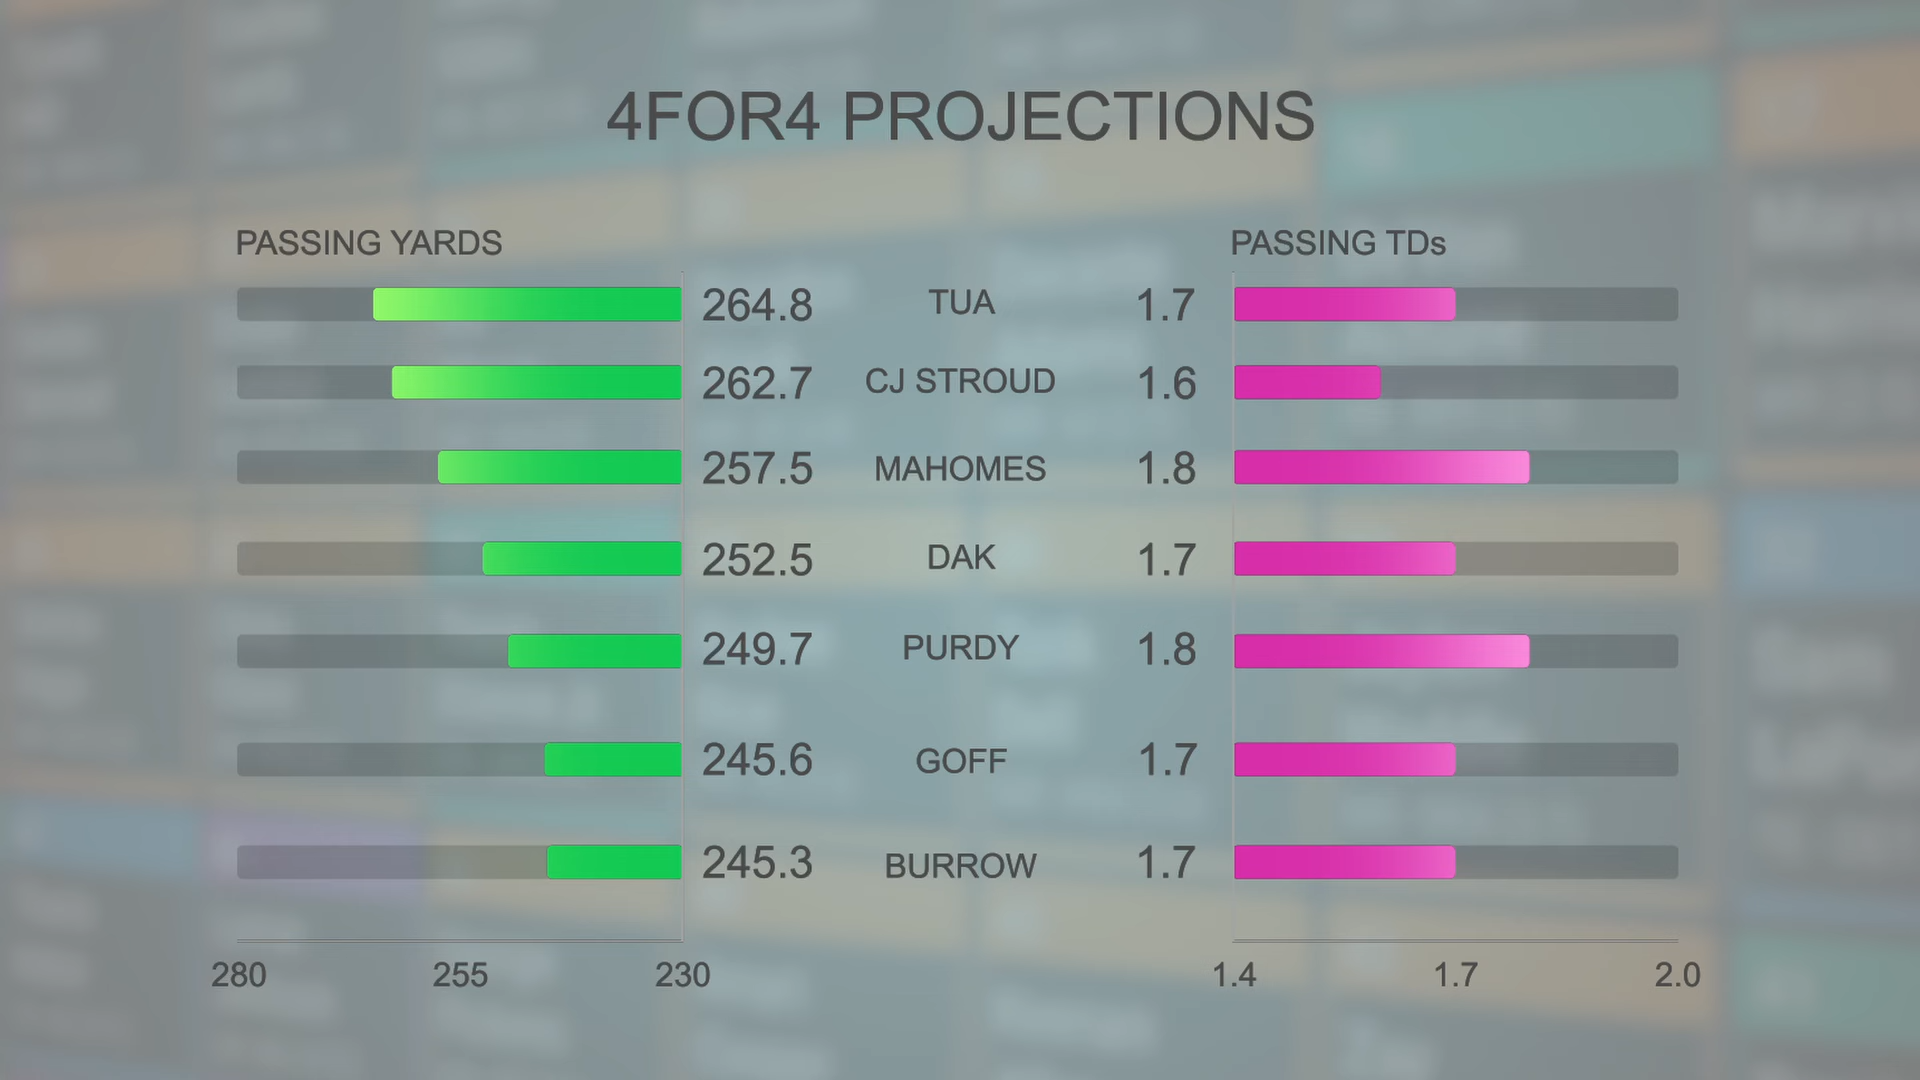 4FOR4 PROJECTIONS
PASSING YARDS
PASSING TDs
264.8 TUA 1.7
262.7 CJ STROUD 1.6
257.5 MAHOMES 1.8
252.5 DAK 1.7
249.7 PURDY 1.8
245.6 GOFF 1.7
245.3 BURROW 1.7
280 255 230
1.4 1.7 2.0